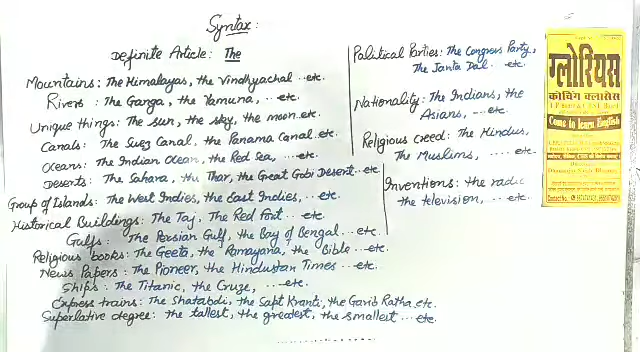 Syntax:
Definite Article: The
Mountains: The Himalayas, the Vindhyachal ...etc.
Rivers: The Ganga, the Yamuna, ...etc.
Unique things: The sun, the sky, the moon.etc.
Canals: The Suez Canal, the Panama Canal.etc.
Oceans: The Indian Ocean, the Red Sea, ...etc.
Deserts: The Sahara, the Thar, the Great Gobi Desert...etc
Group of Islands: The West Indies, the East Indies, ...etc.
Historical Buildings: The Taj, The Red Fort ...etc
Gulfs: The Persian Gulf, the Bay of Bengal ...etc.
Religious books: The Geeta, the Ramayana, the Bible ...etc.
News Papers: The Pioneer, the Hindustan Times ...etc.
Ships: The Titanic, the Cruze, ...etc.
Express trains: The Shatabdi, the Sapt Kranti, the Garib Ratha.etc.
Superlative degree: the tallest, the greatest, the smallest ...etc.
Political Parties: The Congress Party,
The Janta Dal. etc.
Nationality: The Indians, the
Asians, ...etc.
Religious creed: The Hindus,
The Muslims, ..... etc.
Inventions: the radio
the television, ...etc.
ग्लोरियस
कोचिंग क्लासेस
Come to learn English